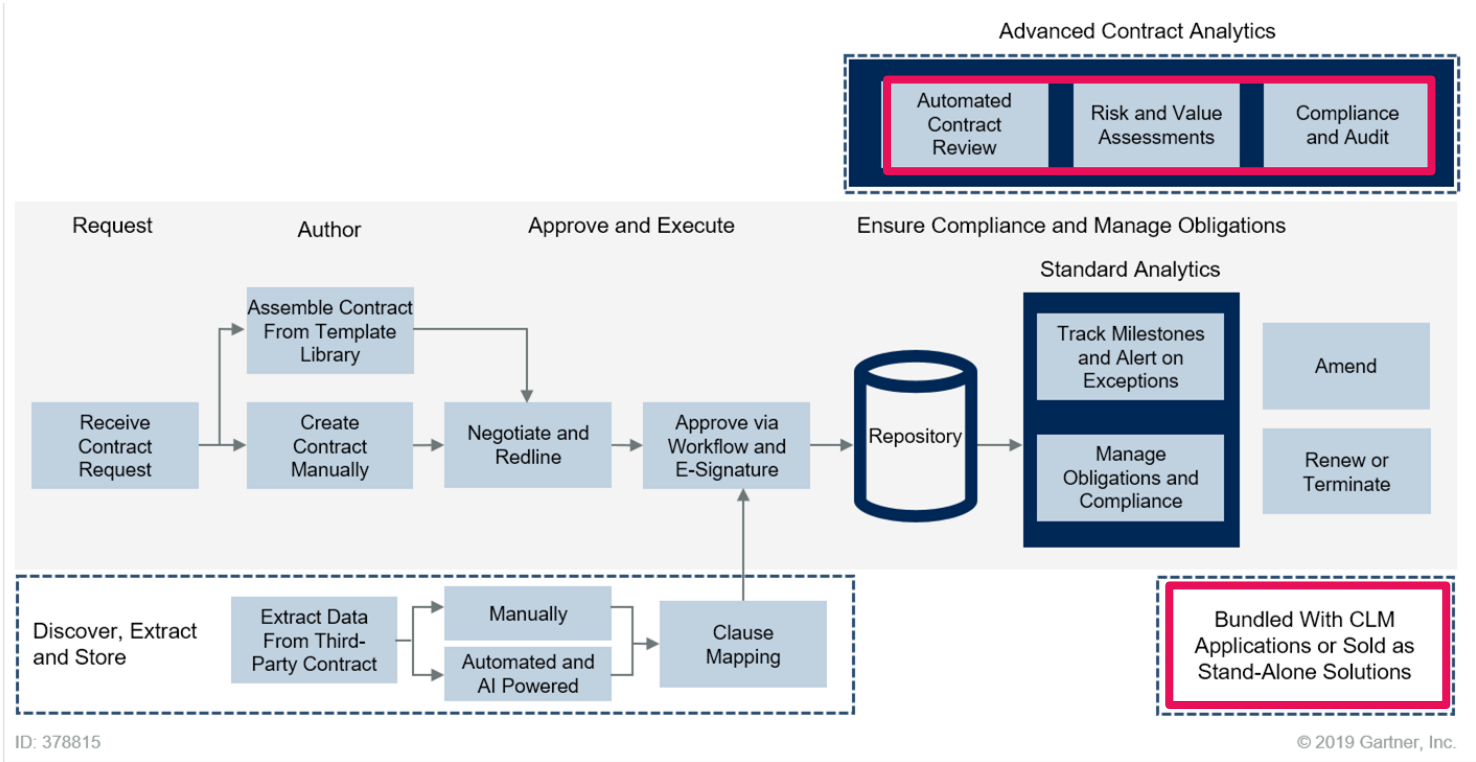 Advanced Contract Analytics
Automated
Contract
Review
Risk and Value
Assessments
Compliance
and Audit
Request
Author
Approve and Execute
Ensure Compliance and Manage Obligations
Standard Analytics
Assemble Contract
From Template
Library
Track Milestones
and Alert on
Exceptions
Amend
Receive
Contract
Request
Create
Contract
Manually
Negotiate and
Redline
Approve via
Workflow and
E-Signature
Repository
Manage
Obligations and
Compliance
Renew or
Terminate
Discover, Extract
and Store
Extract Data
From Third-
Party Contract
Manually
Automated and
AI Powered
Clause
Mapping
Bundled With CLM
Applications or Sold as
Stand-Alone Solutions
ID: 378815
© 2019 Gartner, Inc.